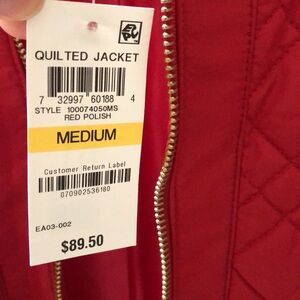 QUILTED JACKET
7 32997 60188 4
STYLE 100074050MS
RED POLISH
MEDIUM
Customer Return Label
070902536180
EA03-002
$89.50